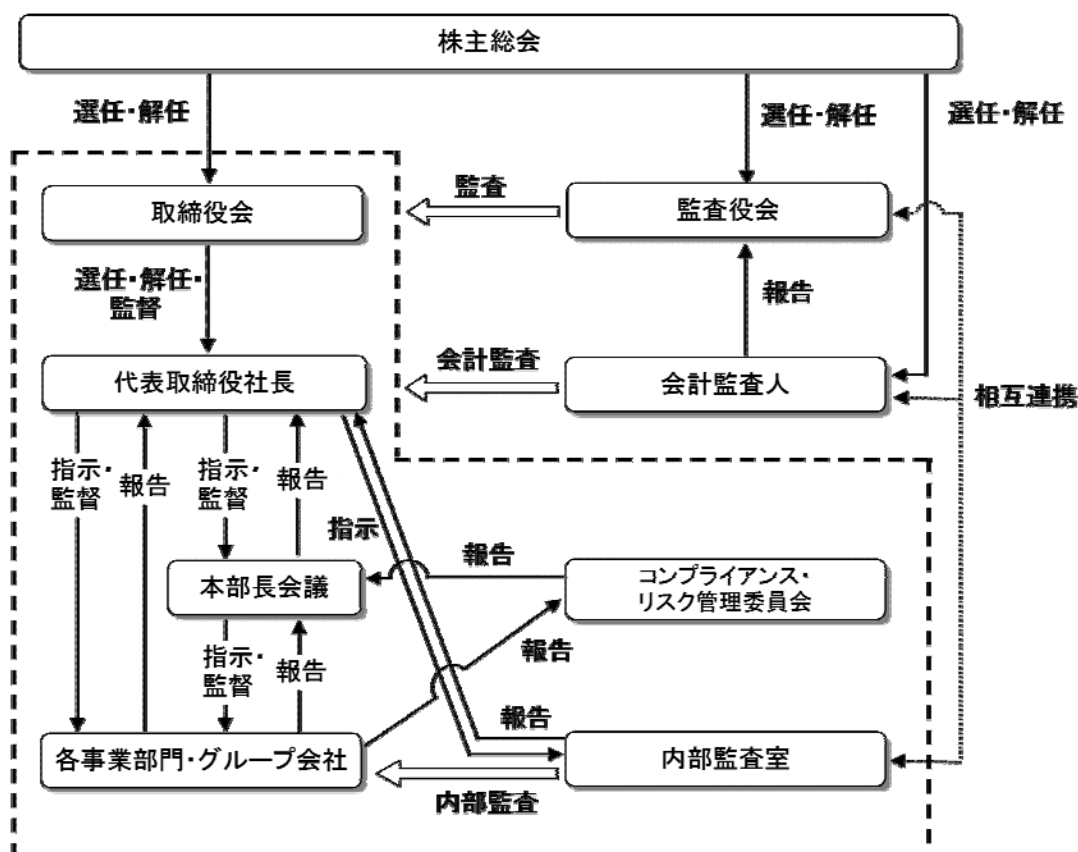 株主総会
選任・解任
選任・解任
選任・解任
取締役会
監査
監査役会
選任・解任・
監督
報告
代表取締役社長
会計監査
会計監査人
相互連携
指示・
監督
報告
指示・
監督
報告
指示
報告
本部長会議
コンプライアンス・
リスク管理委員会
指示・
監督
報告
報告
報告
各事業部門・グループ会社
内部監査室
内部監査